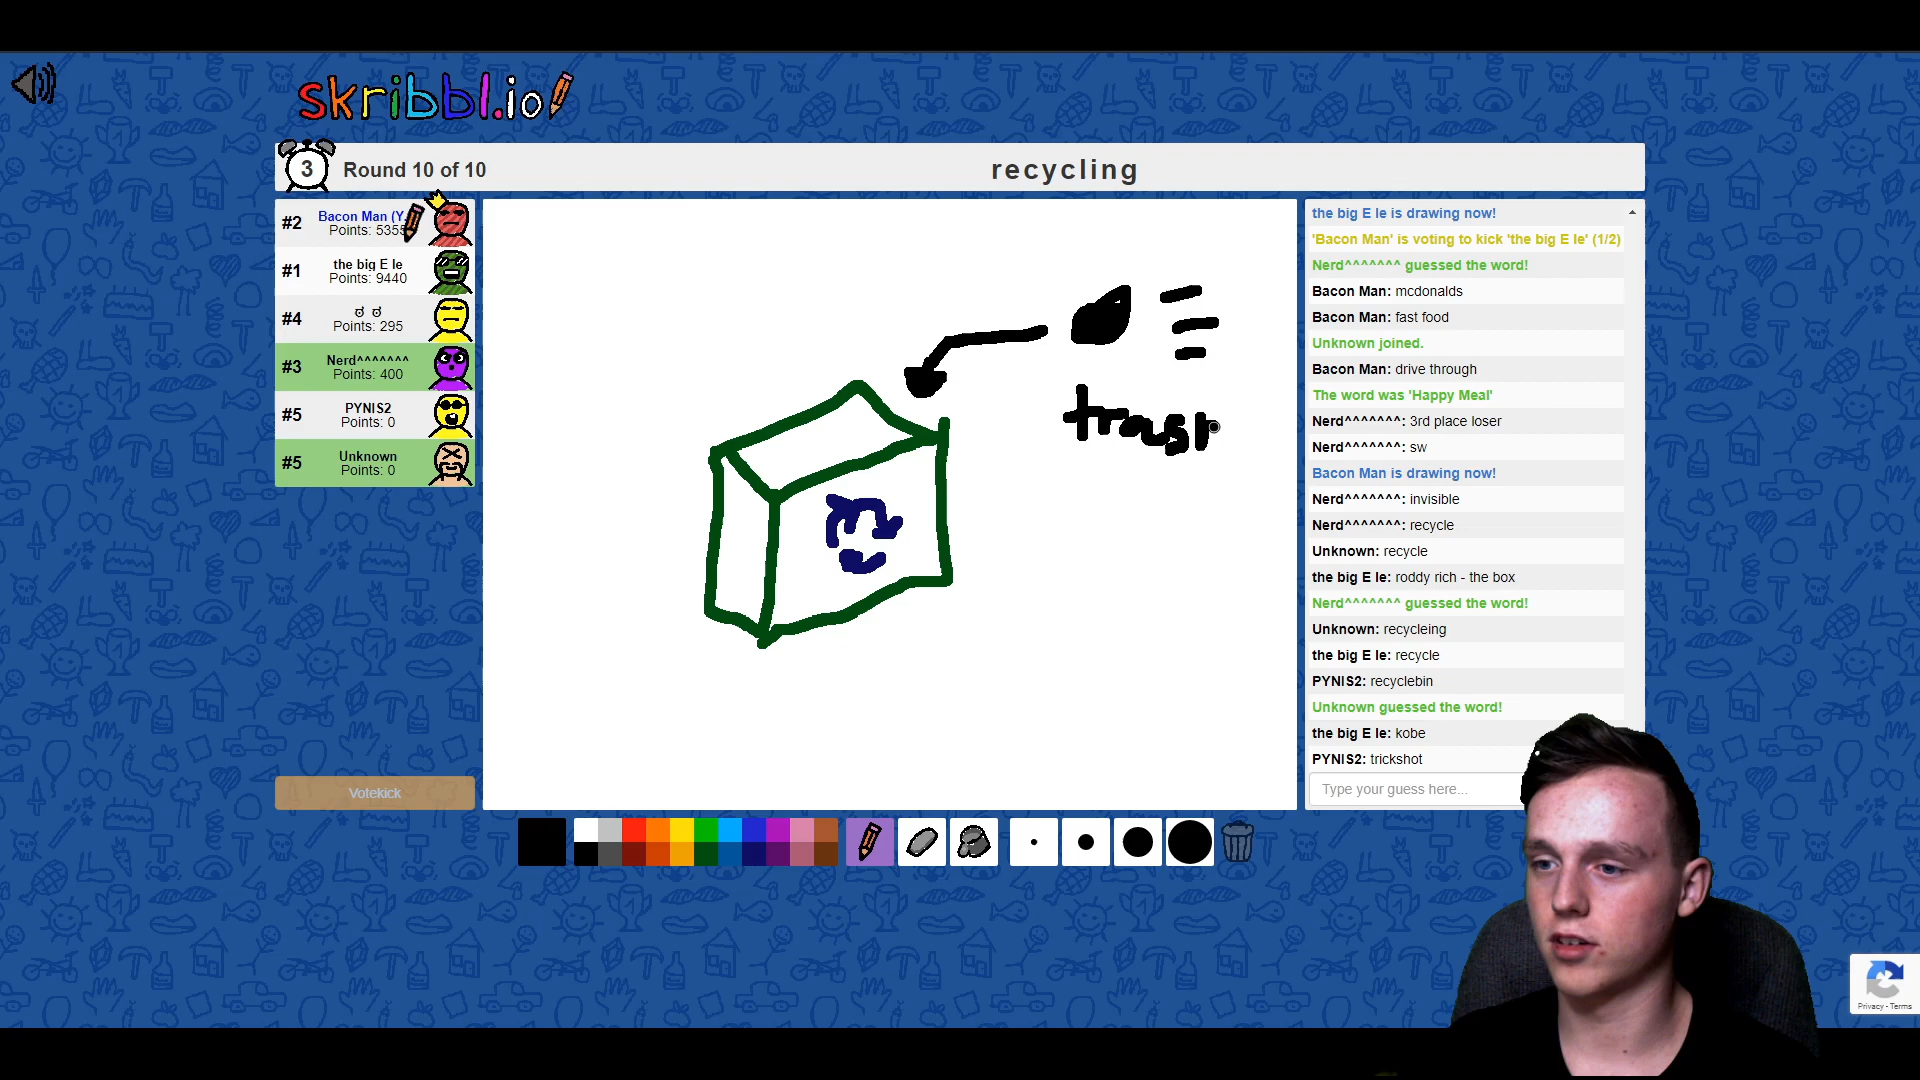 skribbl.io
3
Round 10 of 10
recycling
#2
Bacon Man (Y
Points: 5355
#1
the big E le
Points: 9440
#4
ಠ ಠ
Points: 295
#3
Nerd^^^^^^^
Points: 400
#5
PYNIS2
Points: 0
#5
Unknown
Points: 0
Votekick
trash
the big E le is drawing now!
'Bacon Man' is voting to kick 'the big E le' (1/2)
Nerd^^^^^^^ guessed the word!
Bacon Man: mcdonalds
Bacon Man: fast food
Unknown joined.
Bacon Man: drive through
The word was 'Happy Meal'
Nerd^^^^^^^: 3rd place loser
Nerd^^^^^^^: sw
Bacon Man is drawing now!
Nerd^^^^^^^: invisible
Nerd^^^^^^^: recycle
Unknown: recycle
the big E le: roddy rich - the box
Nerd^^^^^^^ guessed the word!
Unknown: recycleing
the big E le: recycle
PYNIS2: recyclebin
Unknown guessed the word!
the big E le: kobe
PYNIS2: trickshot
Type your guess here...
Privacy - Terms